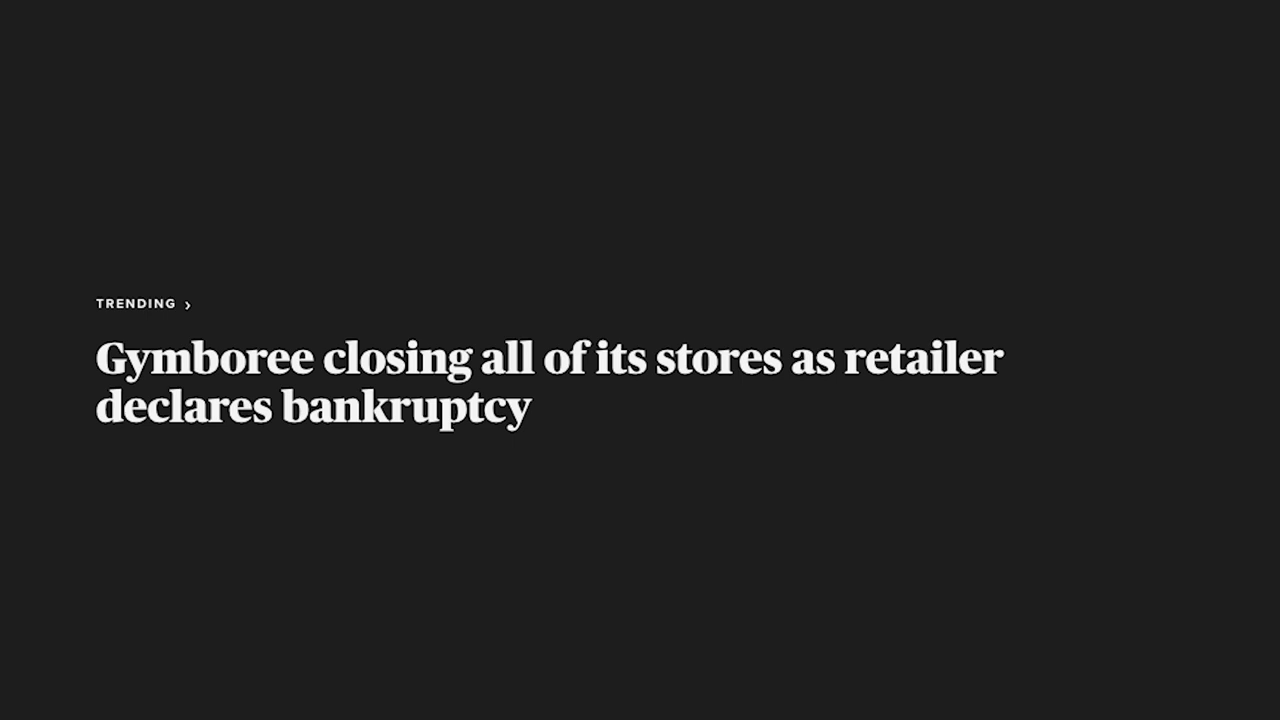 TRENDING ›
Gymboree closing all of its stores as retailer
declares bankruptcy